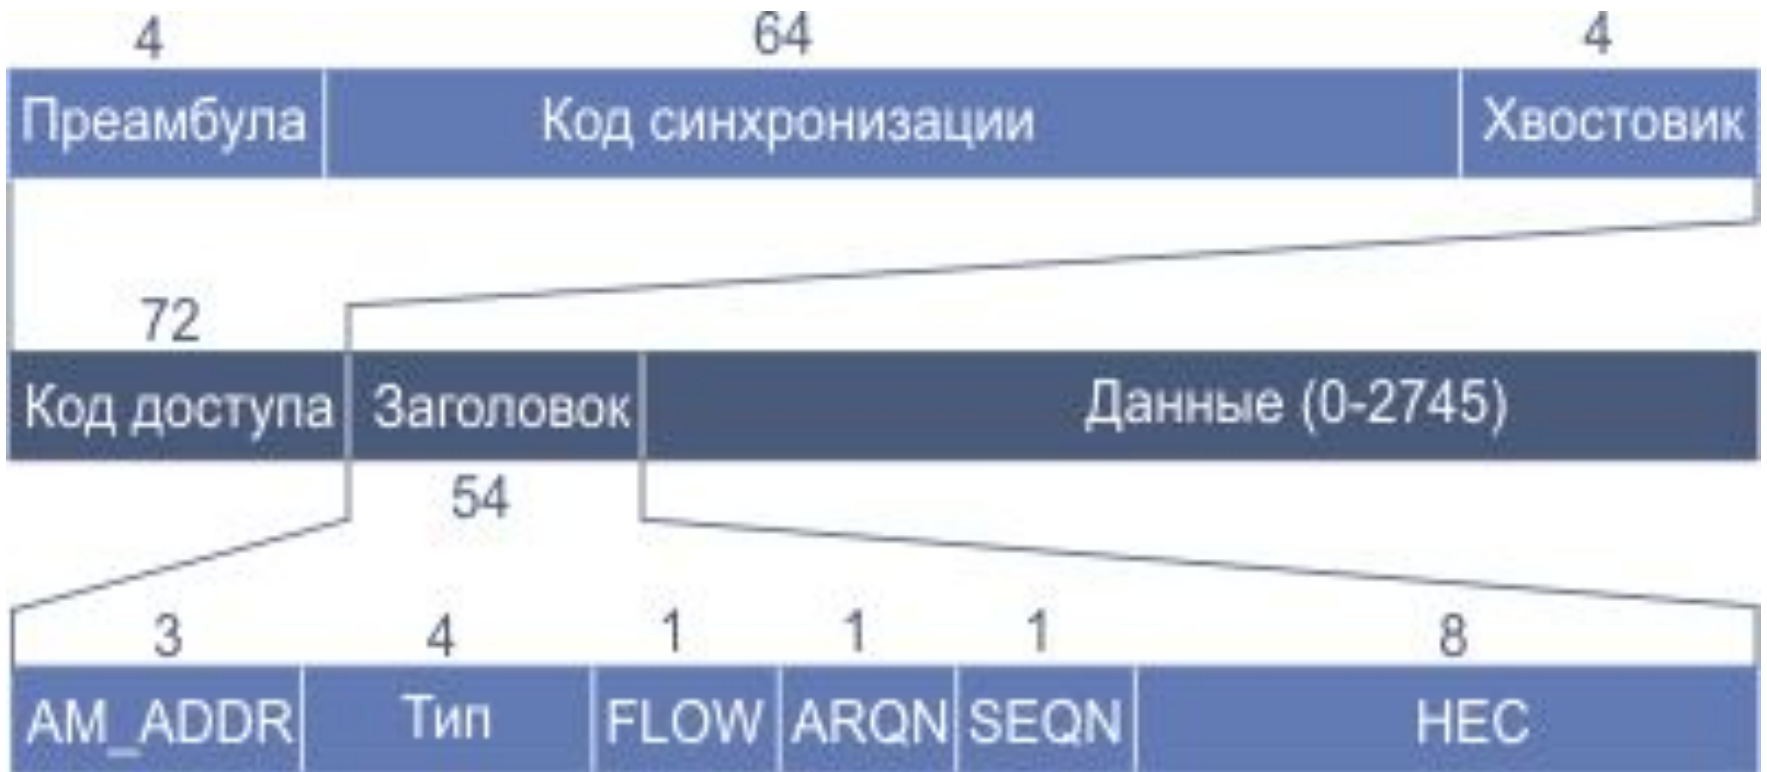 4 64 4
Преамбула Код синхронизации Хвостовик
72
Код доступа Заголовок Данные (0-2745)
54
3 4 1 1 1 8
AM_ADDR Тип FLOW ARQN SEQN HEC